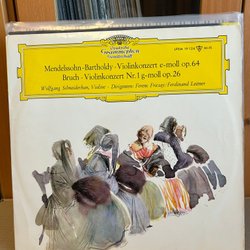 Deutsche
Grammophon
Gesellschaft
Mendelssohn-Bartholdy · Violinkonzert e-moll op. 64
Bruch · Violinkonzert Nr. 1 g-moll op. 26
Wolfgang Schneiderhan, Violine · Dirigenten: Ferenc Fricsay; Ferdinand Leitner